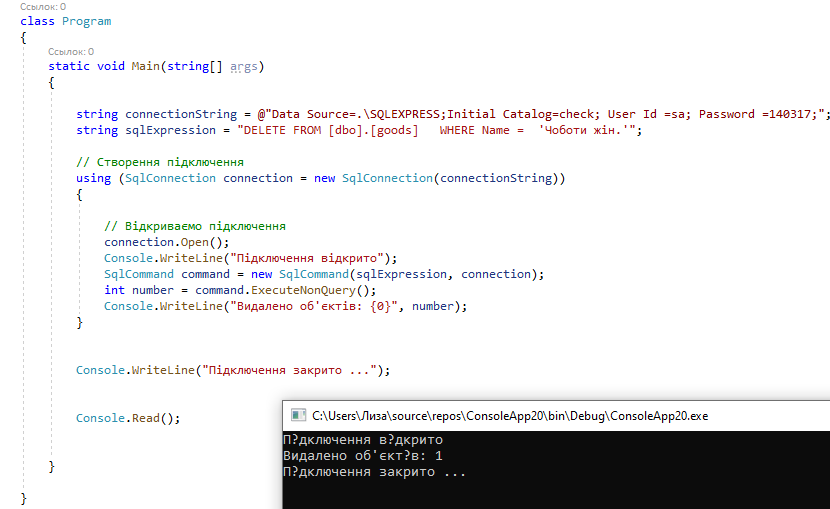 Ссылок: 0
class Program
{
Ссылок: 0
static void Main(string[] args)
{
string connectionString = @"Data Source=.\SQLEXPRESS;Initial Catalog=check; User Id =sa; Password =140317;";
string sqlExpression = "DELETE FROM [dbo].[goods]   WHERE Name =  'Чоботи жін.'";
// Створення підключення
using (SqlConnection connection = new SqlConnection(connectionString))
{
// Відкриваємо підключення
connection.Open();
Console.WriteLine("Підключення відкрито");
SqlCommand command = new SqlCommand(sqlExpression, connection);
int number = command.ExecuteNonQuery();
Console.WriteLine("Видалено об'єктів: {0}", number);
}
Console.WriteLine("Підключення закрито ...");
Console.Read();
}
}
C:\Users\Лиза\source\repos\ConsoleApp20\bin\Debug\ConsoleApp20.exe
П?дключення в?дкрито
Видалено об'єкт?в: 1
П?дключення закрито ...